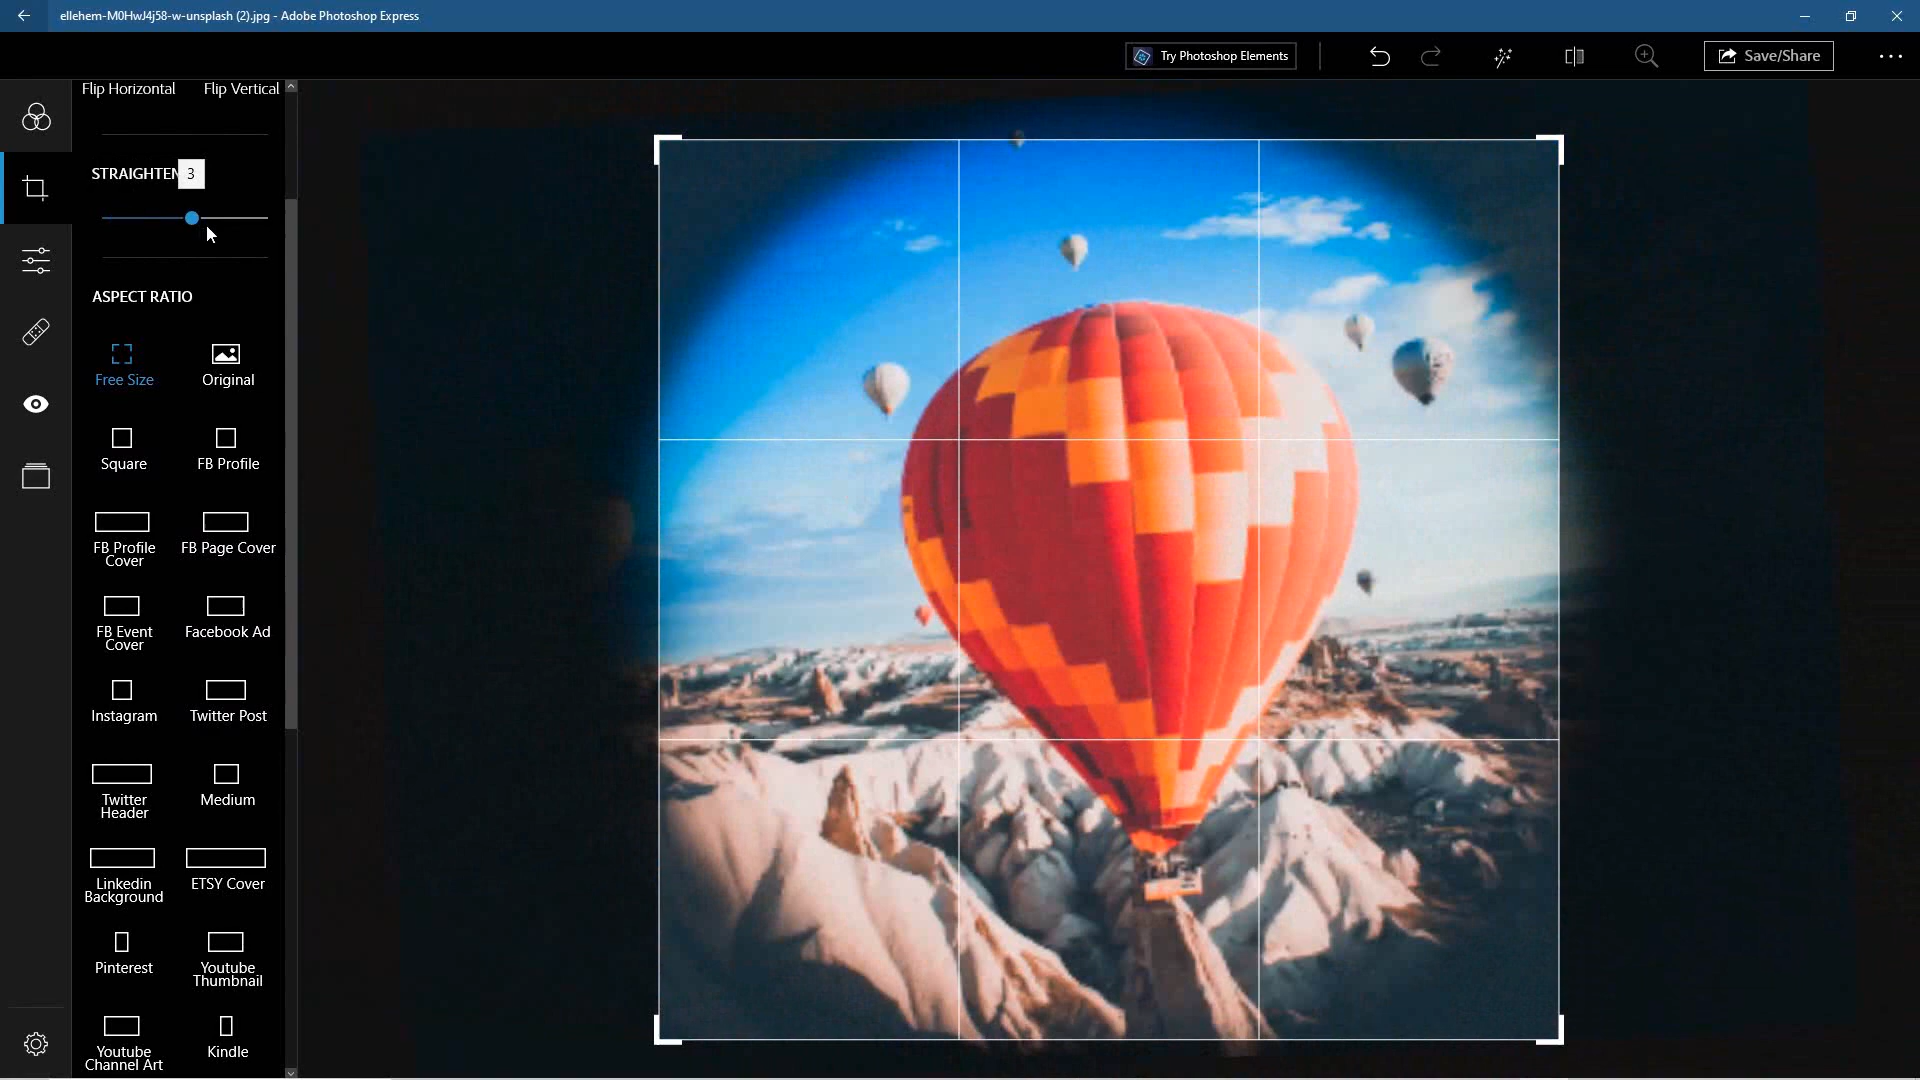 ellehem-M0HwJ4j58-w-unsplash (2).jpg - Adobe Photoshop Express
Try Photoshop Elements
Save/Share
Flip Horizontal
Flip Vertical
STRAIGHTEN
3
ASPECT RATIO
Free Size
Original
Square
FB Profile
FB Profile
Cover
FB Page Cover
FB Event
Cover
Facebook Ad
Instagram
Twitter Post
Twitter
Header
Medium
Linkedin
Background
ETSY Cover
Pinterest
Youtube
Thumbnail
Youtube
Channel Art
Kindle